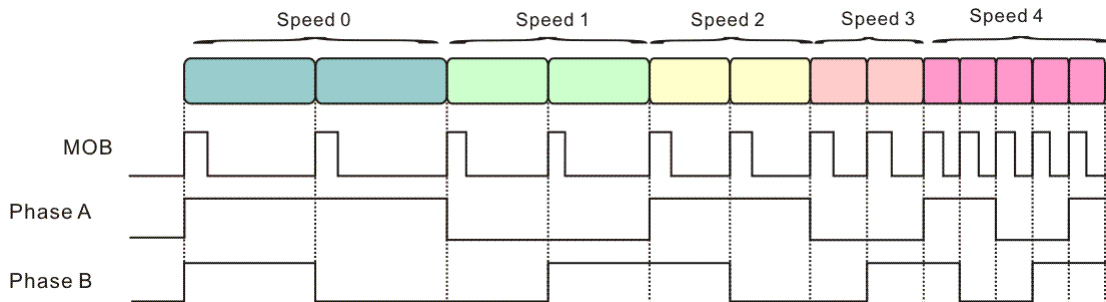 Speed 0 Speed 1 Speed 2 Speed 3 Speed 4
MOB
Phase A
Phase B